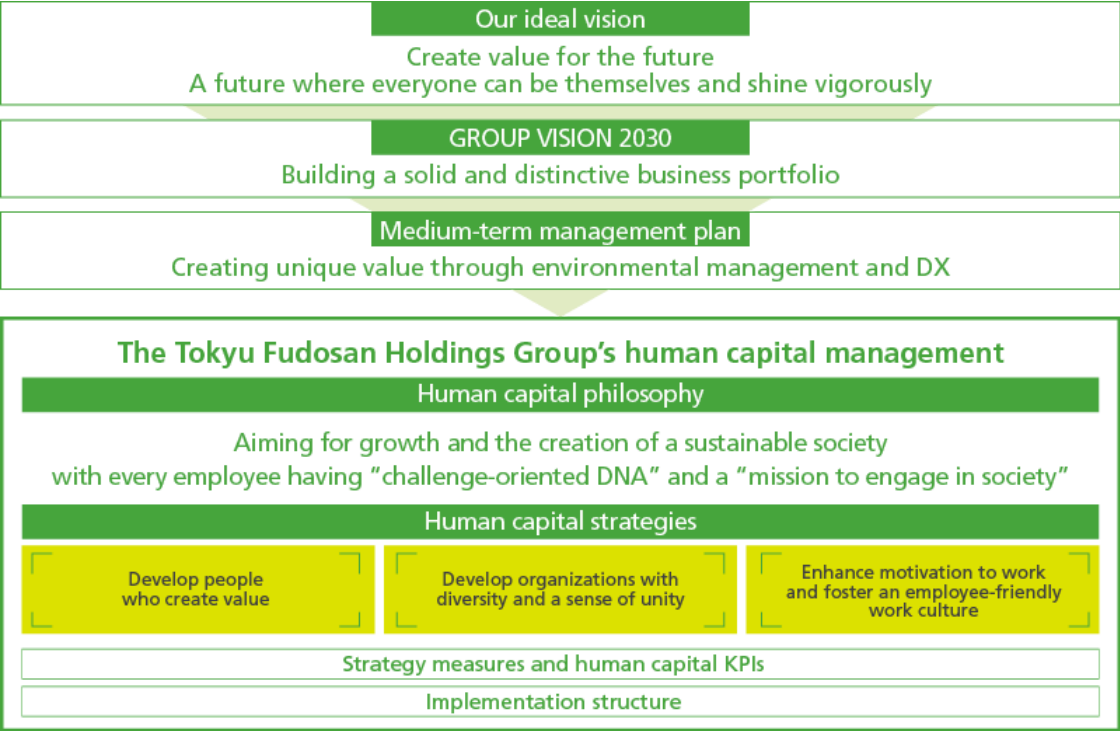 Our ideal vision
Create value for the future
A future where everyone can be themselves and shine vigorously
GROUP VISION 2030
Building a solid and distinctive business portfolio
Medium-term management plan
Creating unique value through environmental management and DX
The Tokyu Fudosan Holdings Group’s human capital management
Human capital philosophy
Aiming for growth and the creation of a sustainable society
with every employee having “challenge-oriented DNA” and a “mission to engage in society”
Human capital strategies
Develop people
who create value
Develop organizations with
diversity and a sense of unity
Enhance motivation to work
and foster an employee-friendly
work culture
Strategy measures and human capital KPIs
Implementation structure